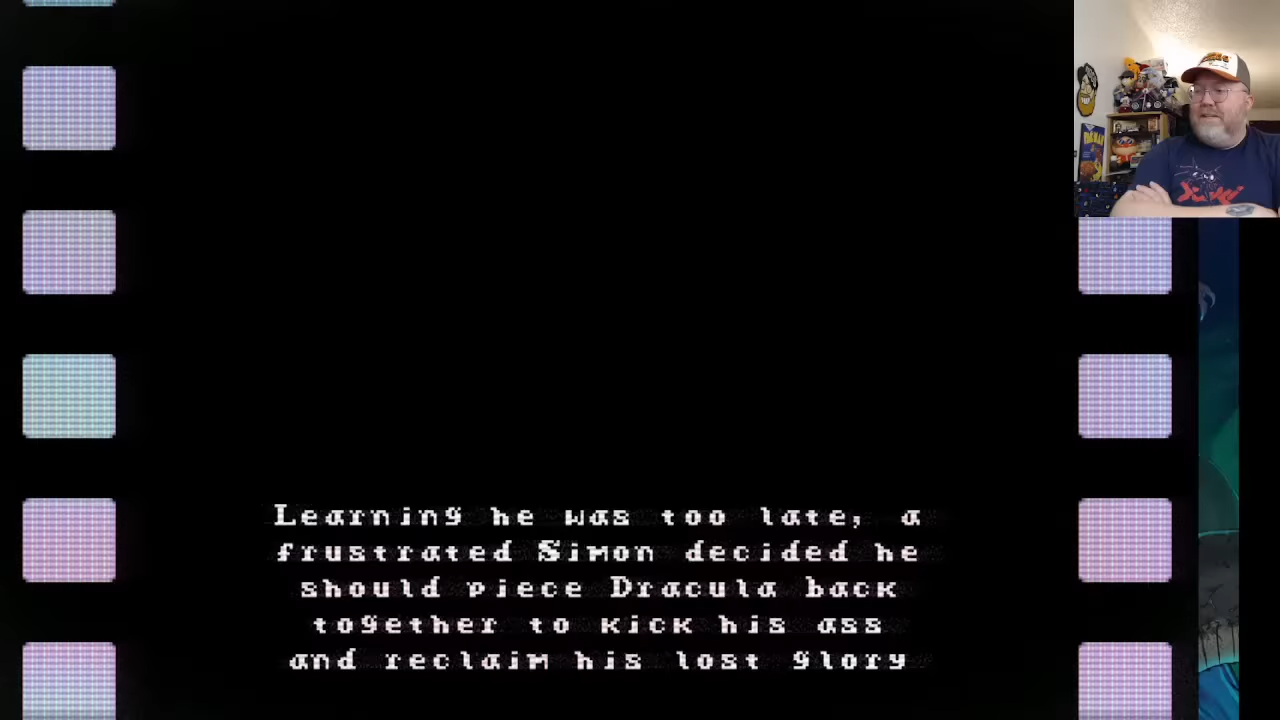 Learning he was too late, a
frustrated Simon decided he
should piece Dracula back
together to kick his ass
and reclaim his lost glory